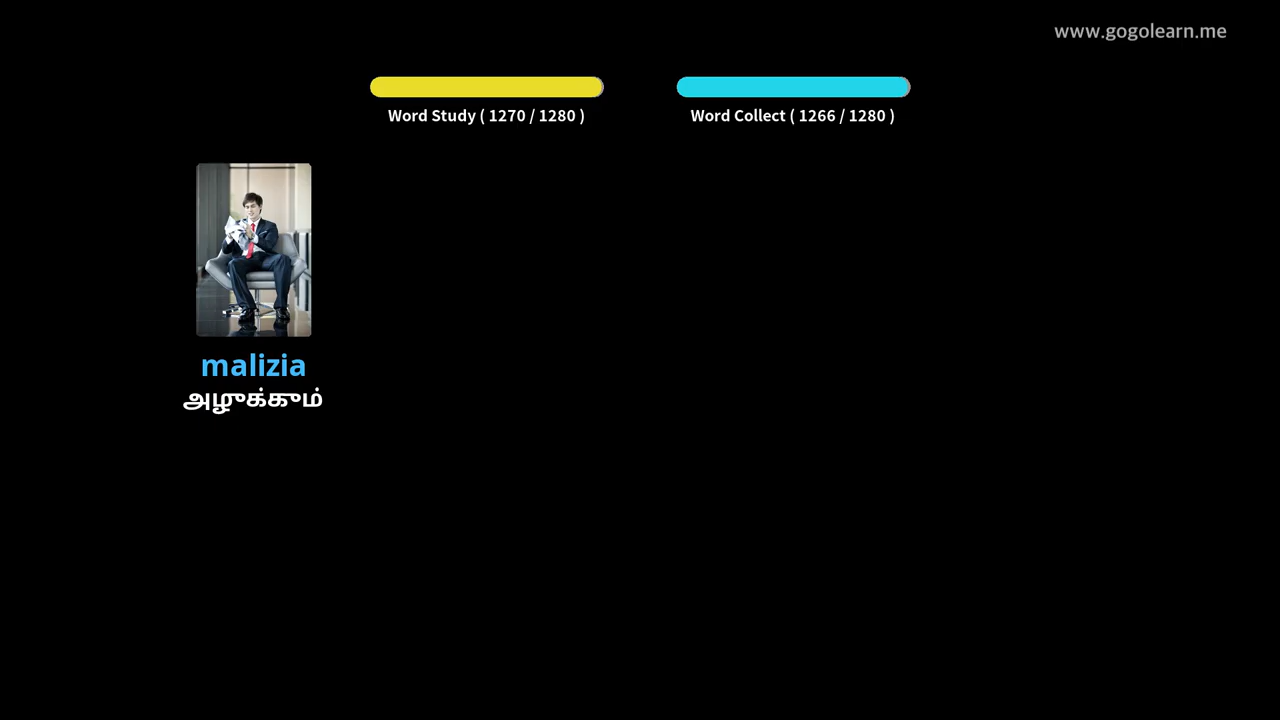 www.gogolearn.me
Word Study ( 1270 / 1280 )
Word Collect ( 1266 / 1280 )
malizia
அழுக்கும்